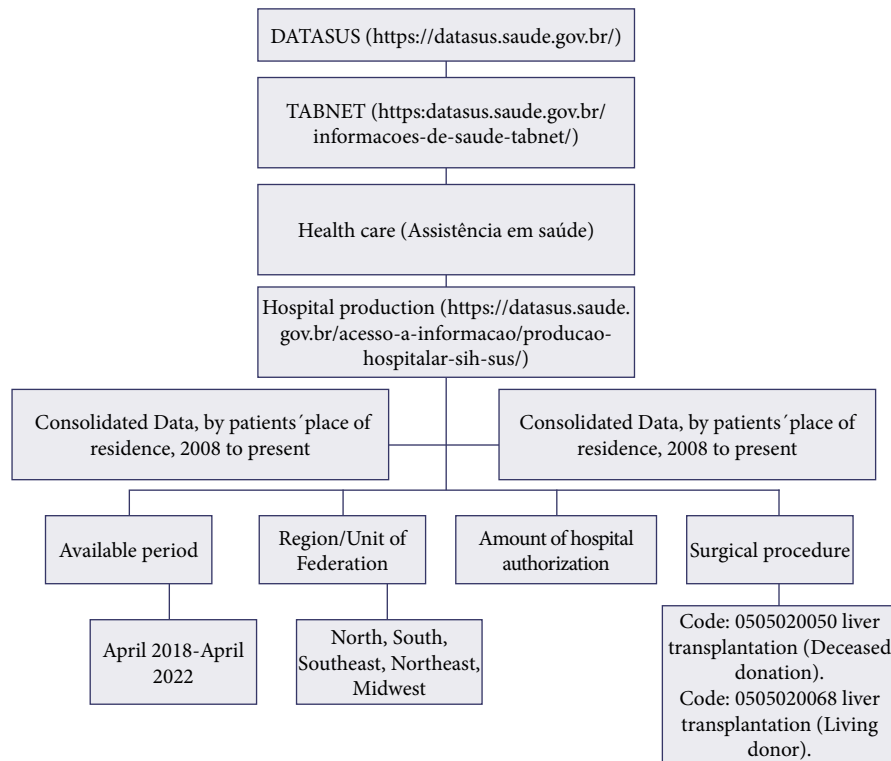 DATASUS (https://datasus.saude.gov.br/)
TABNET (https:datasus.saude.gov.br/
informacoes-de-saude-tabnet/)
Health care (Assistência em saúde)
Hospital production (https://datasus.saude.
gov.br/acesso-a-informacao/producao-
hospitalar-sih-sus/)
Consolidated Data, by patients´place of
residence, 2008 to present
Consolidated Data, by patients´place of
residence, 2008 to present
Available period
Region/Unit of
Federation
Amount of hospital
authorization
Surgical procedure
April 2018-April
2022
North, South,
Southeast, Northeast,
Midwest
Code: 0505020050 liver
transplantation (Deceased
donation).
Code: 0505020068 liver
transplantation (Living
donor).